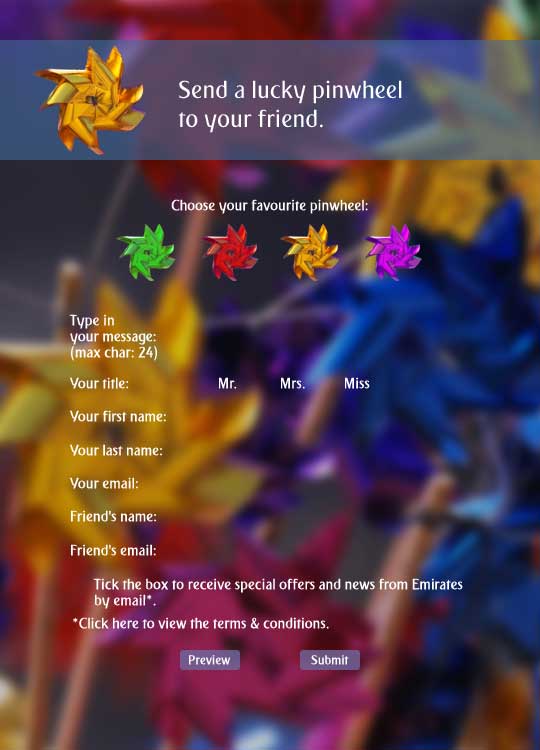 Send a lucky pinwheel
to your friend.
Choose your favourite pinwheel:
Type in
your message:
(max char: 24)
Your title: Mr. Mrs. Miss
Your first name:
Your last name:
Your email:
Friend's name:
Friend's email:
Tick the box to receive special offers and news from Emirates
by email*.
*Click here to view the terms & conditions.
Preview Submit